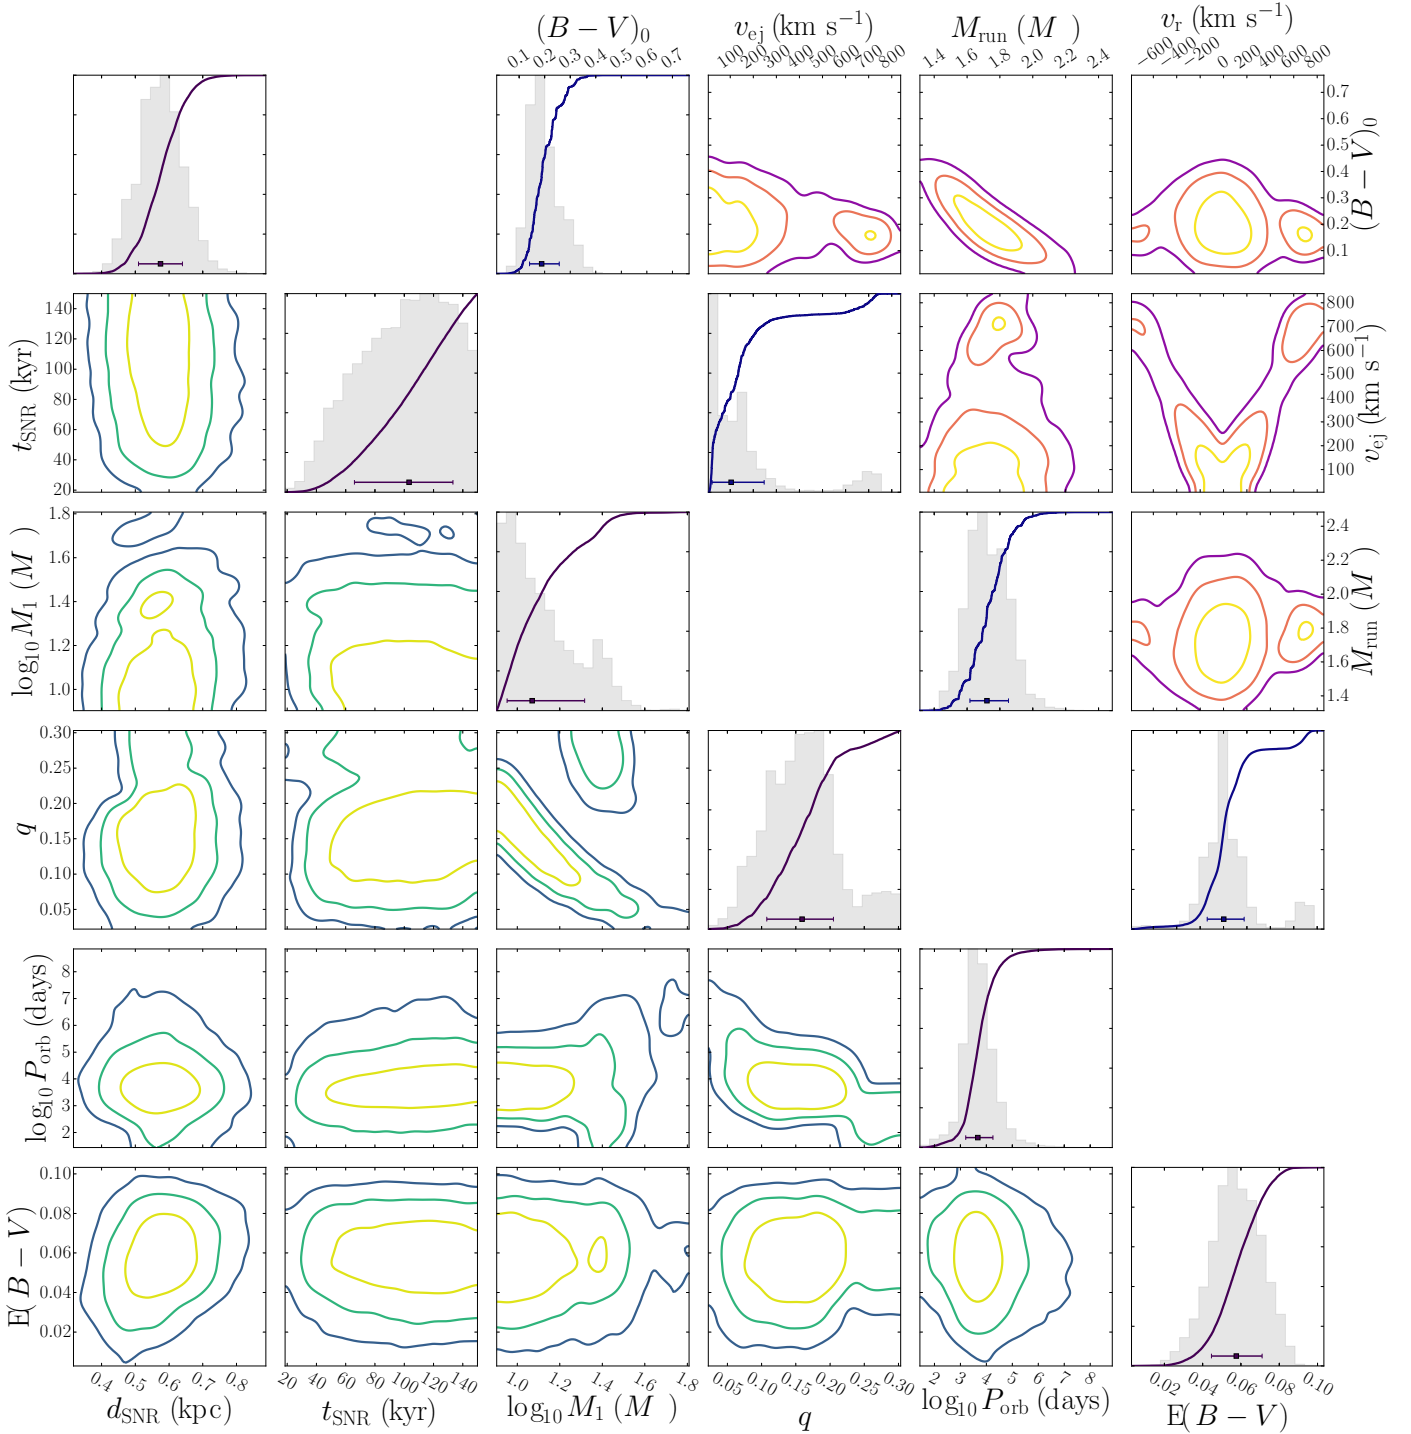 (B − V)₀ v_ej (km s⁻¹) M_run (M ) v_r (km s⁻¹)
0.1 0.2 0.3 0.4 0.5 0.6 0.7 100 200 300 400 500 600 700 800 1.4 1.6 1.8 2.0 2.2 2.4 −600 −400 −200 0 200 400 600 800
0.7 0.6 0.5 0.4 0.3 0.2 0.1
(B − V)₀
140 120 100 80 60 40 20
t_SNR (kyr)
800 700 600 500 400 300 200 100
v_ej (km s⁻¹)
1.8 1.6 1.4 1.2 1.0
log₁₀ M₁ (M )
2.4 2.2 2.0 1.8 1.6 1.4
M_run (M )
0.30 0.25 0.20 0.15 0.10 0.05
q
8 7 6 5 4 3 2
log₁₀ P_orb (days)
0.10 0.08 0.06 0.04 0.02
E(B − V)
0.4 0.5 0.6 0.7 0.8 20 40 60 80 100 120 140 1.0 1.2 1.4 1.6 1.8 0.05 0.10 0.15 0.20 0.25 0.30 2 3 4 5 6 7 8 0.02 0.04 0.06 0.08 0.10
d_SNR (kpc) t_SNR (kyr) log₁₀ M₁ (M ) q log₁₀ P_orb (days) E(B − V)